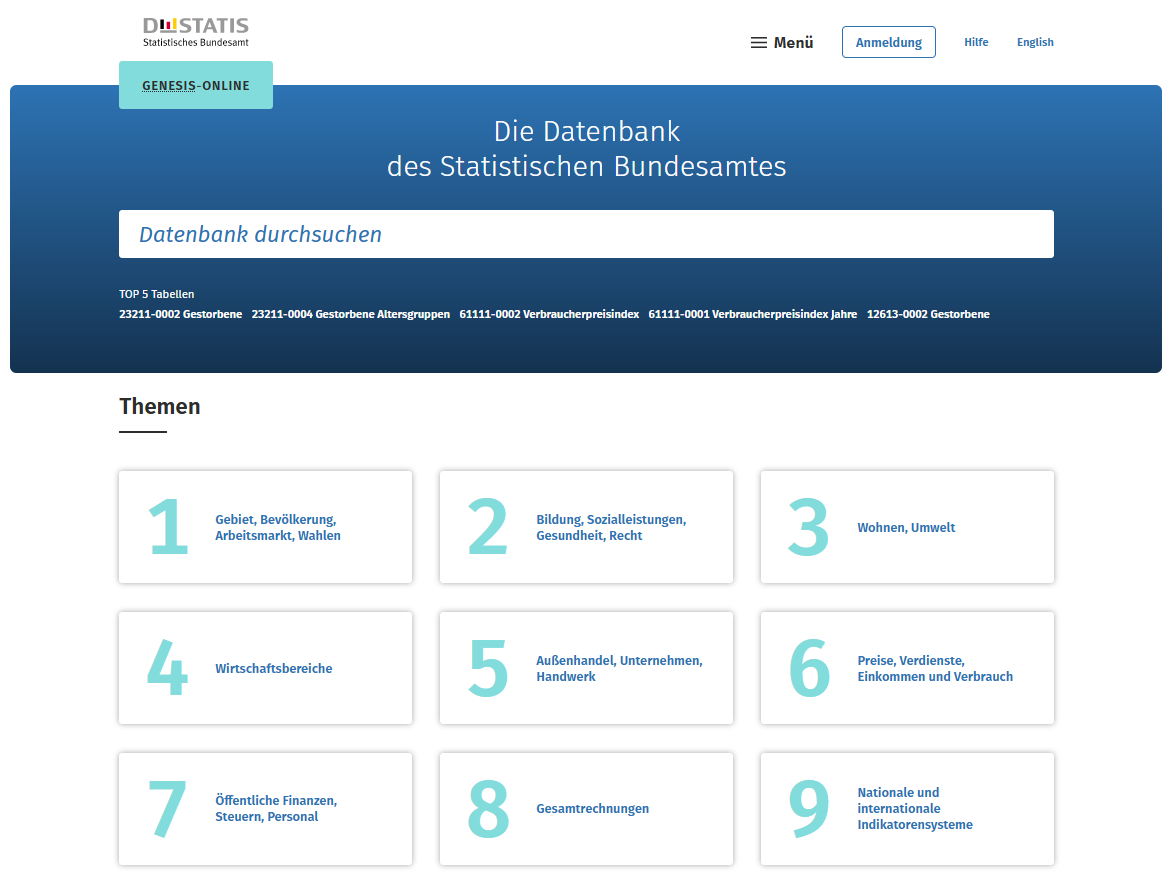 DESTATIS
Statistisches Bundesamt
Menü
Anmeldung
Hilfe
English
GENESIS-ONLINE
Die Datenbank
des Statistischen Bundesamtes
Datenbank durchsuchen
TOP 5 Tabellen
23211-0002 Gestorbene 23211-0004 Gestorbene Altersgruppen 61111-0002 Verbraucherpreisindex 61111-0001 Verbraucherpreisindex Jahre 12613-0002 Gestorbene
Themen
1
Gebiet, Bevölkerung,
Arbeitsmarkt, Wahlen
2
Bildung, Sozialleistungen,
Gesundheit, Recht
3
Wohnen, Umwelt
4
Wirtschaftsbereiche
5
Außenhandel, Unternehmen,
Handwerk
6
Preise, Verdienste,
Einkommen und Verbrauch
7
Öffentliche Finanzen,
Steuern, Personal
8
Gesamtrechnungen
9
Nationale und
internationale
Indikatorensysteme